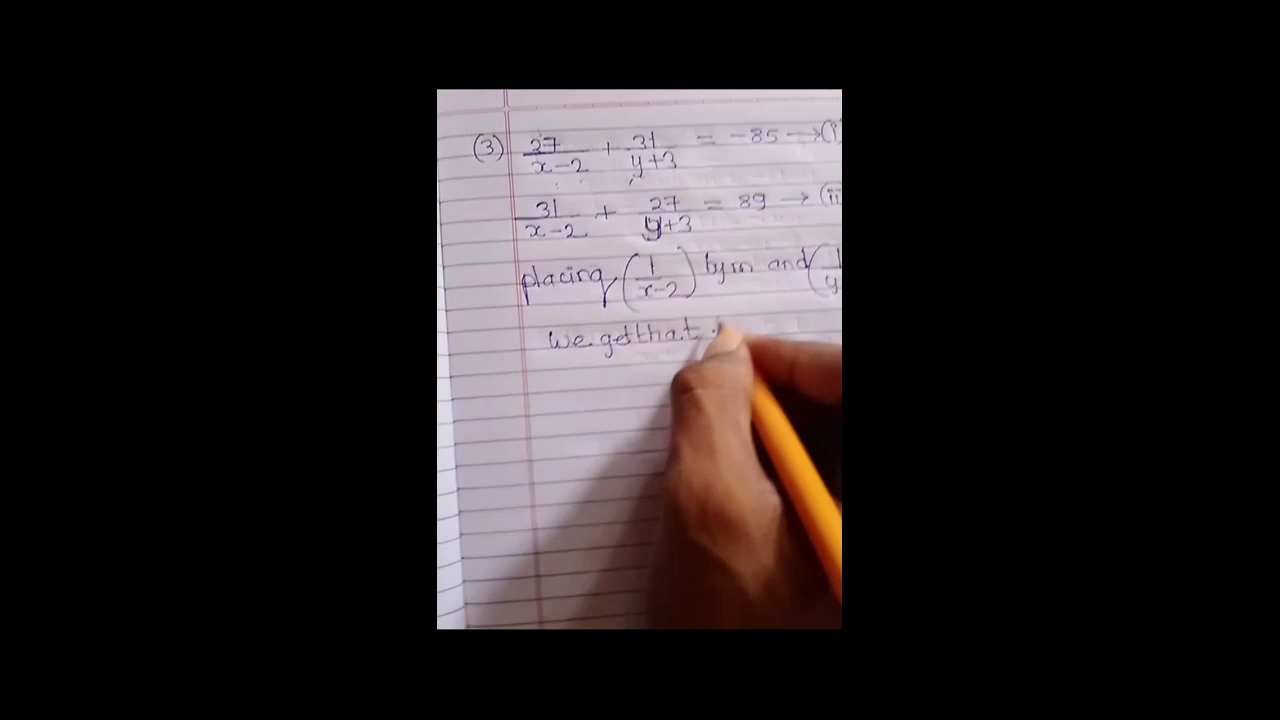 (3) 27/x-2 + 31/y+3 = -85 → (i
31/x-2 + 27/y+3 = 89 → (ii
placing (1/x-2) by m and (1/y
we get that